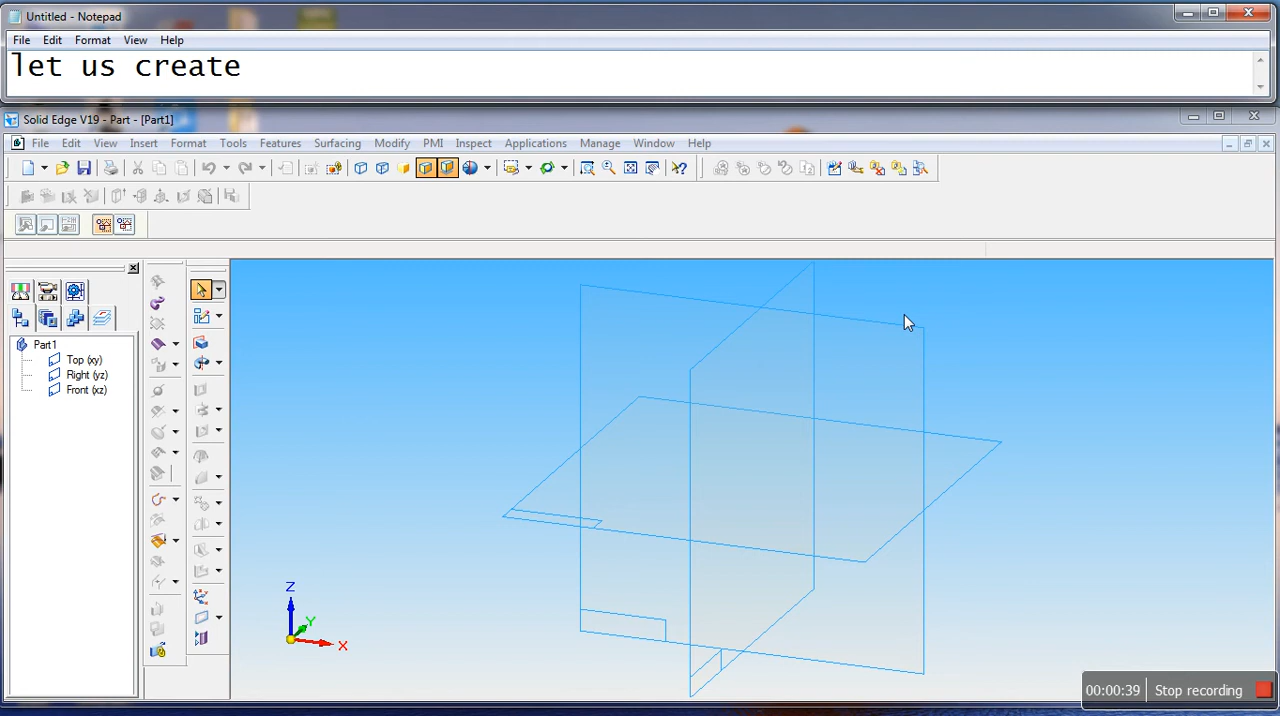 Untitled - Notepad
File Edit Format View Help
let us create
Solid Edge V19 - Part - [Part1]
File Edit View Insert Format Tools Features Surfacing Modify PMI Inspect Applications Manage Window Help
Part1
Top (xy)
Right (yz)
Front (xz)
Z
Y
X
00:00:39 Stop recording